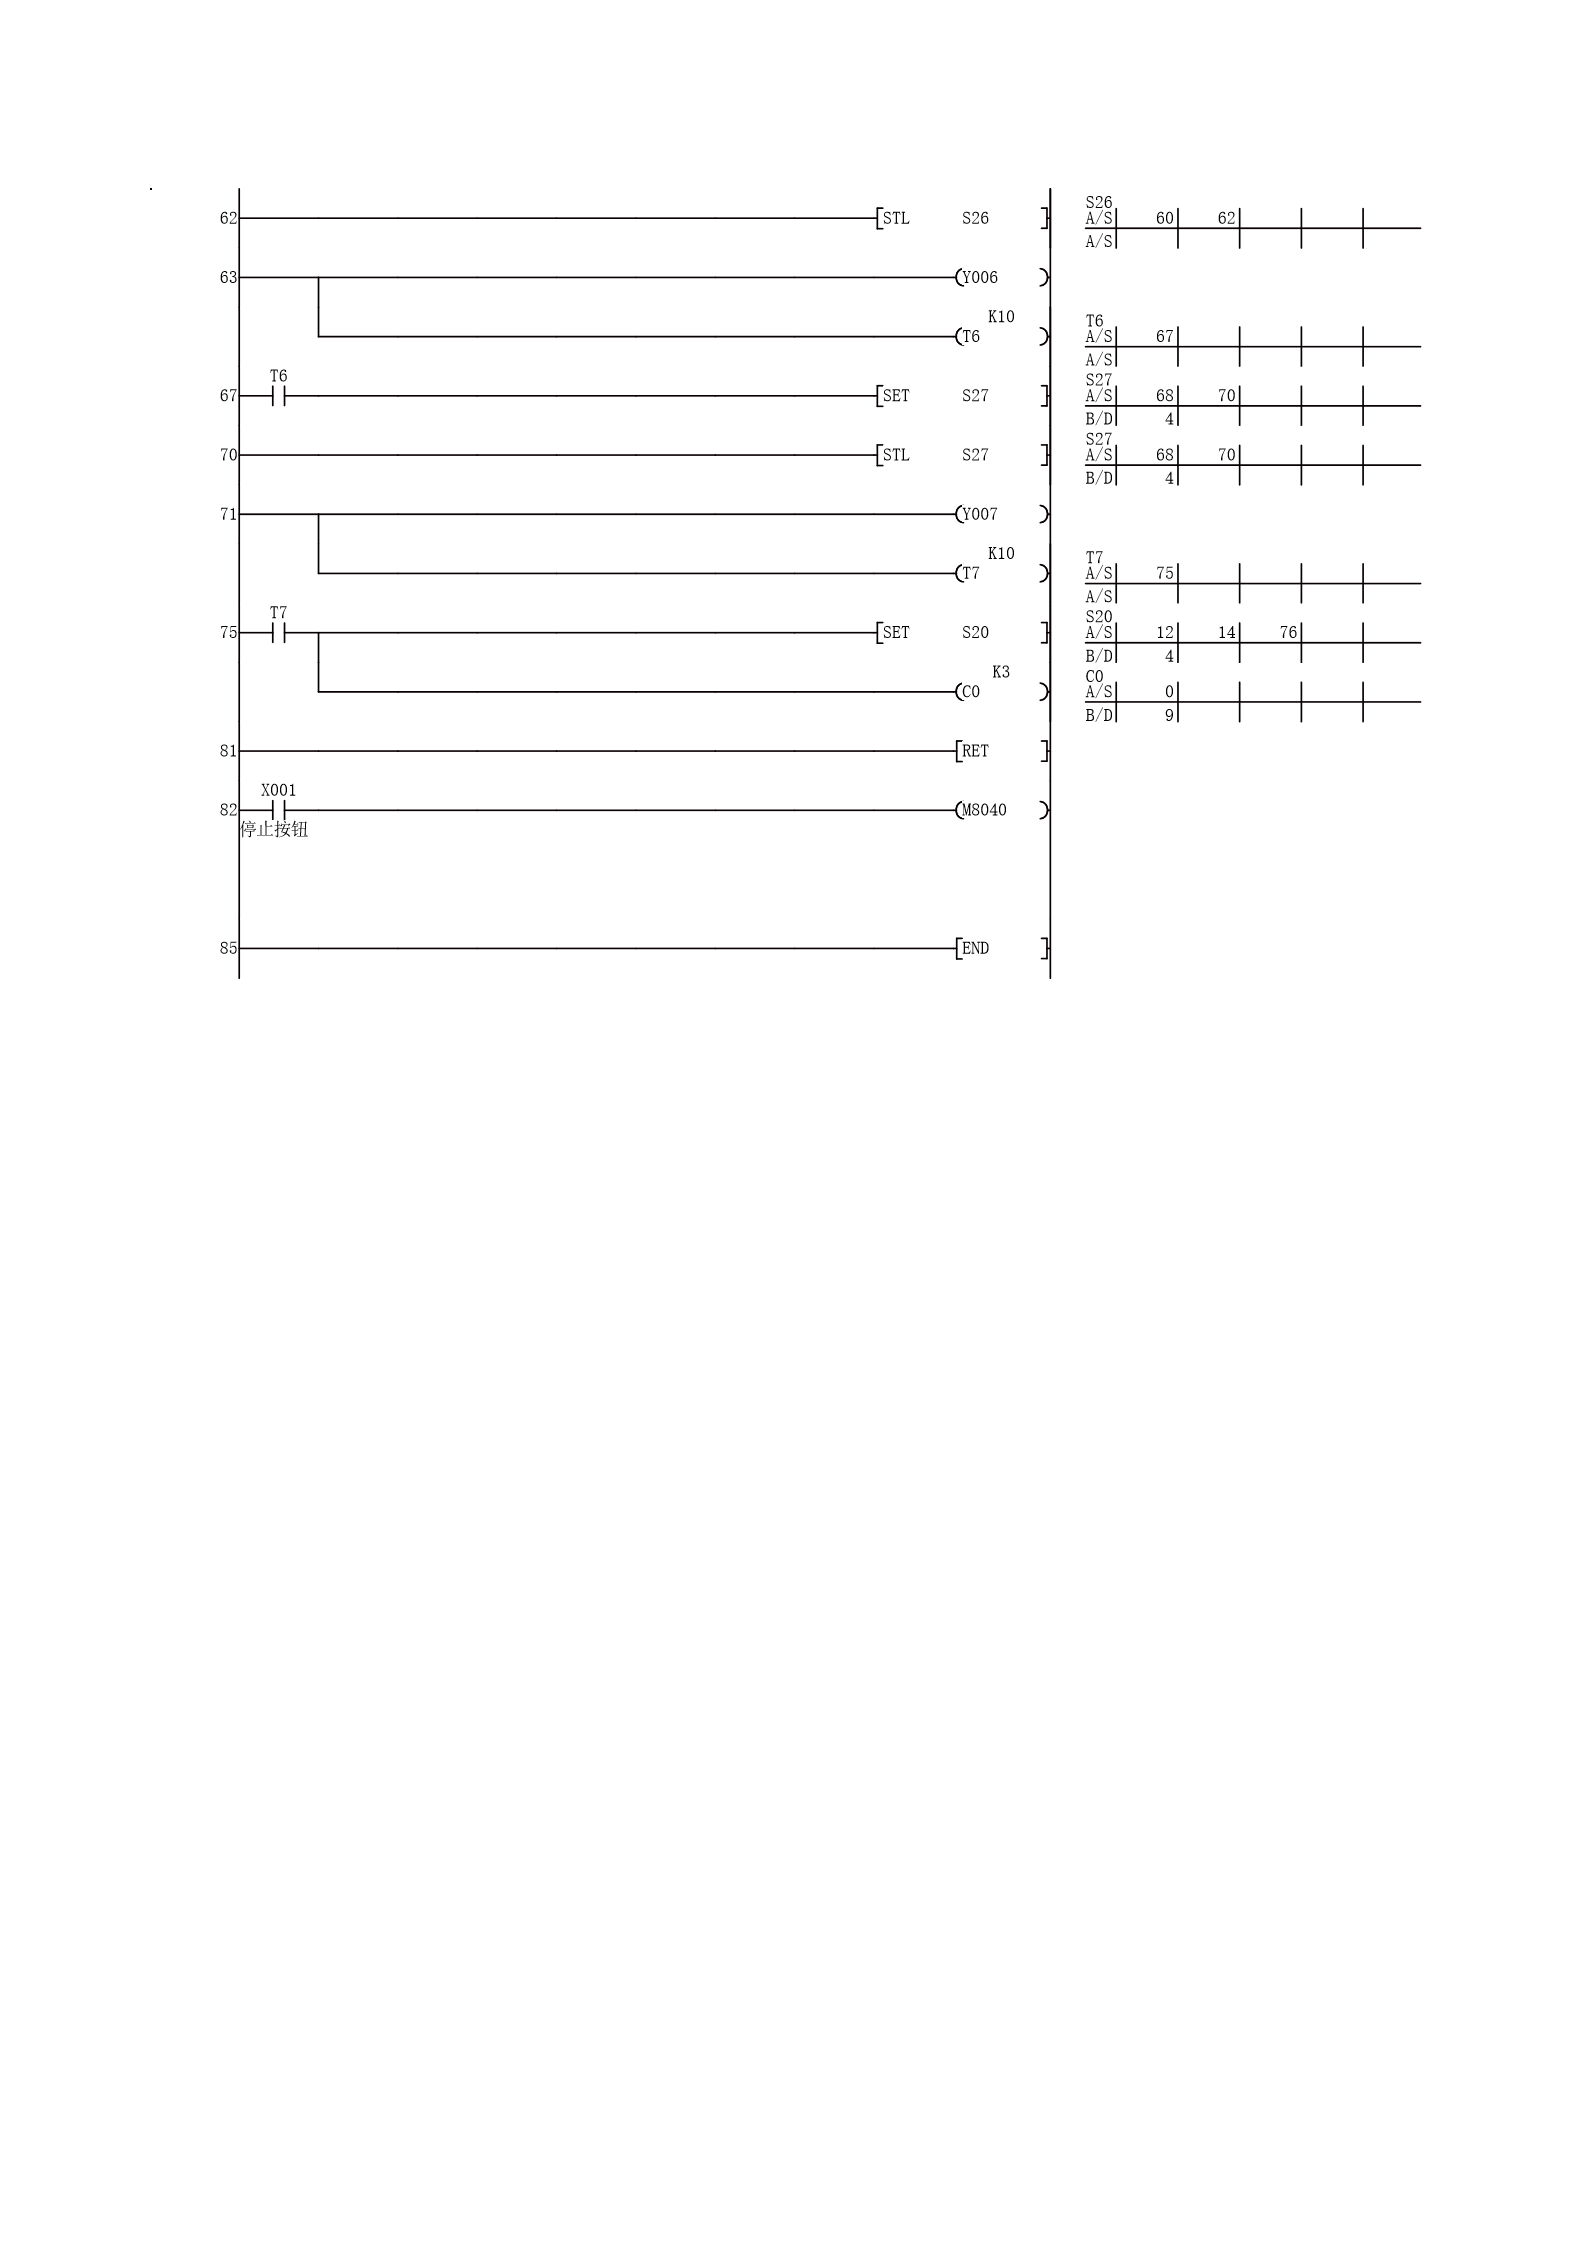 S26
62 STL S26 A/S 60 62
A/S
63 Y006
K10 T6
T6 A/S 67
A/S
T6 S27
67 SET S27 A/S 68 70
B/D 4
S27
70 STL S27 A/S 68 70
B/D 4
71 Y007
K10 T7
T7 A/S 75
A/S
T7 S20
75 SET S20 A/S 12 14 76
B/D 4
K3 C0
C0 A/S 0
B/D 9
81 RET
X001
82 M8040
停止按钮
85 END